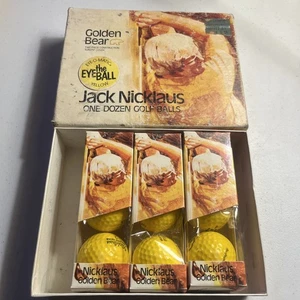 Golden
Bear
the
EYEBALL
YELLOW
Jack Nicklaus
ONE DOZEN GOLF BALLS
Nicklaus
Golden Bear
Nicklaus
Golden Bear
Nicklaus
Golden Bear